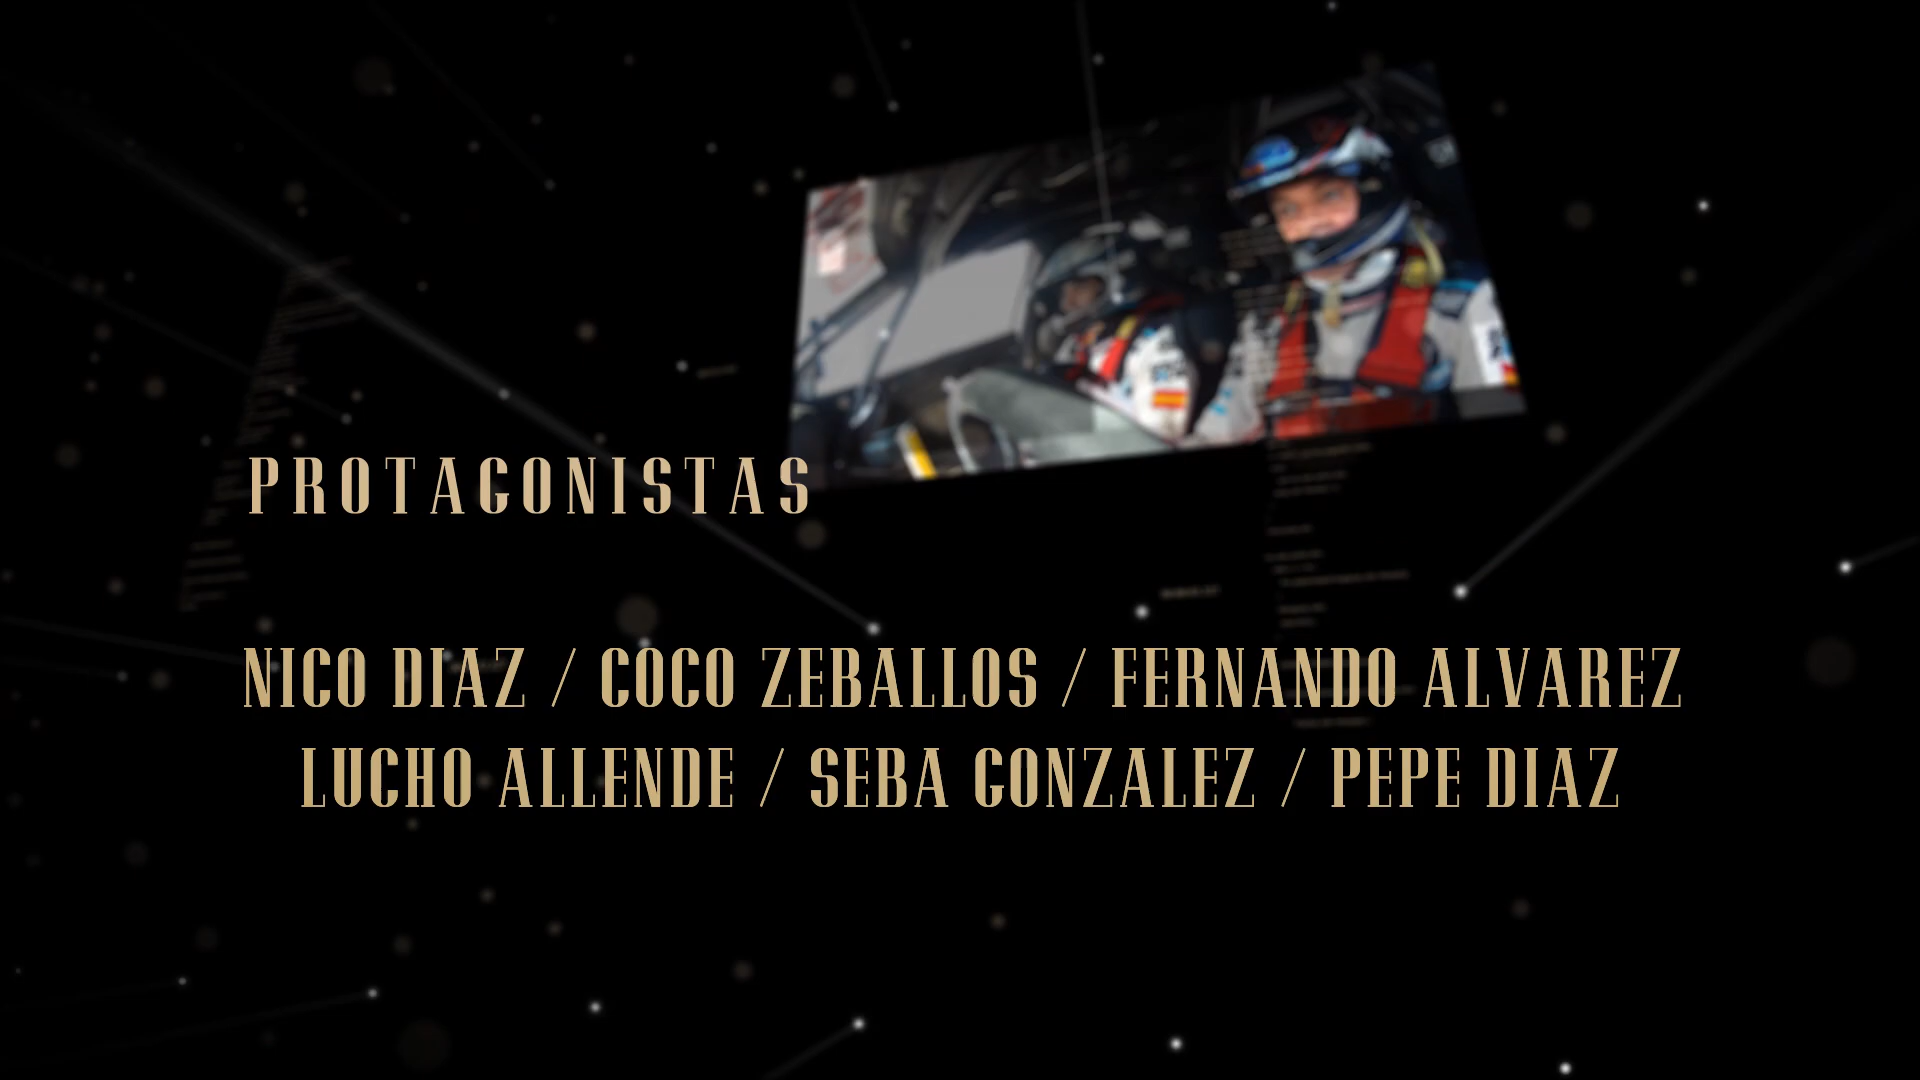 PROTAGONISTAS
NICO DIAZ / COCO ZEBALLOS / FERNANDO ALVAREZ
LUCHO ALLENDE / SEBA GONZALEZ / PEPE DIAZ